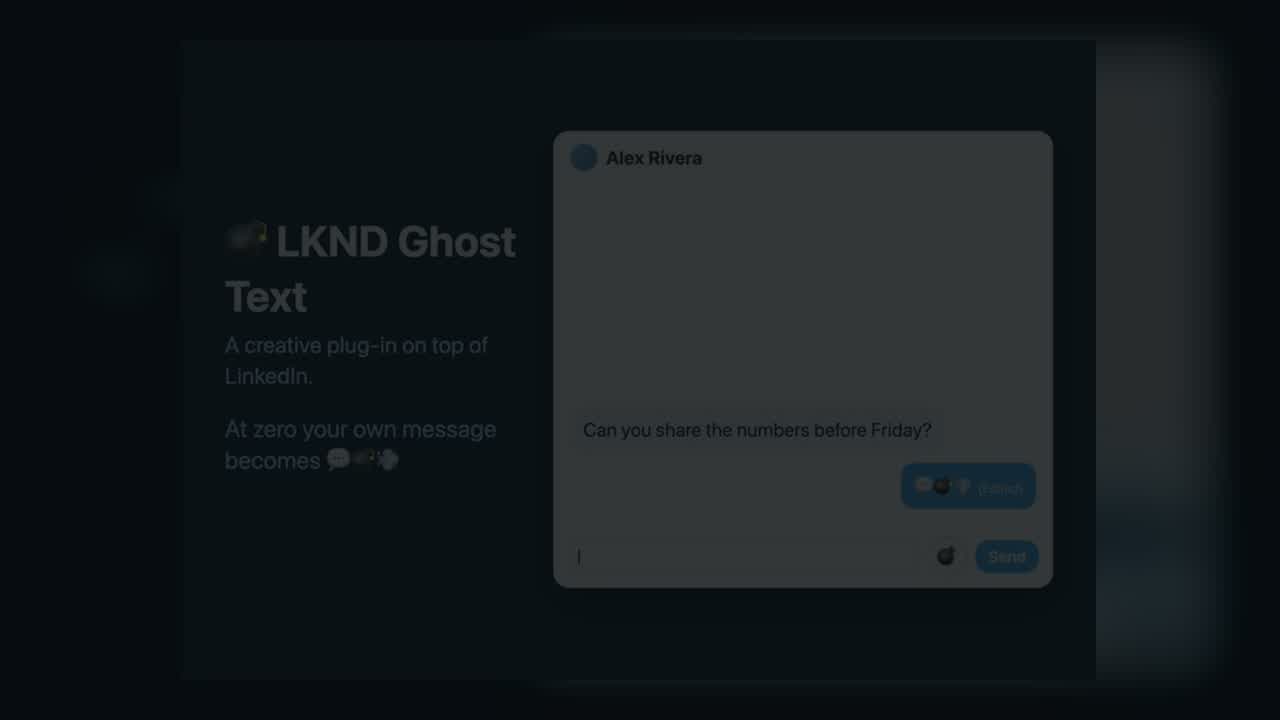 💣 LKND Ghost
Text
A creative plug-in on top of
LinkedIn.
At zero your own message
becomes 💬💣💨
Alex Rivera
Can you share the numbers before Friday?
💬💣💨 (edited)
Send